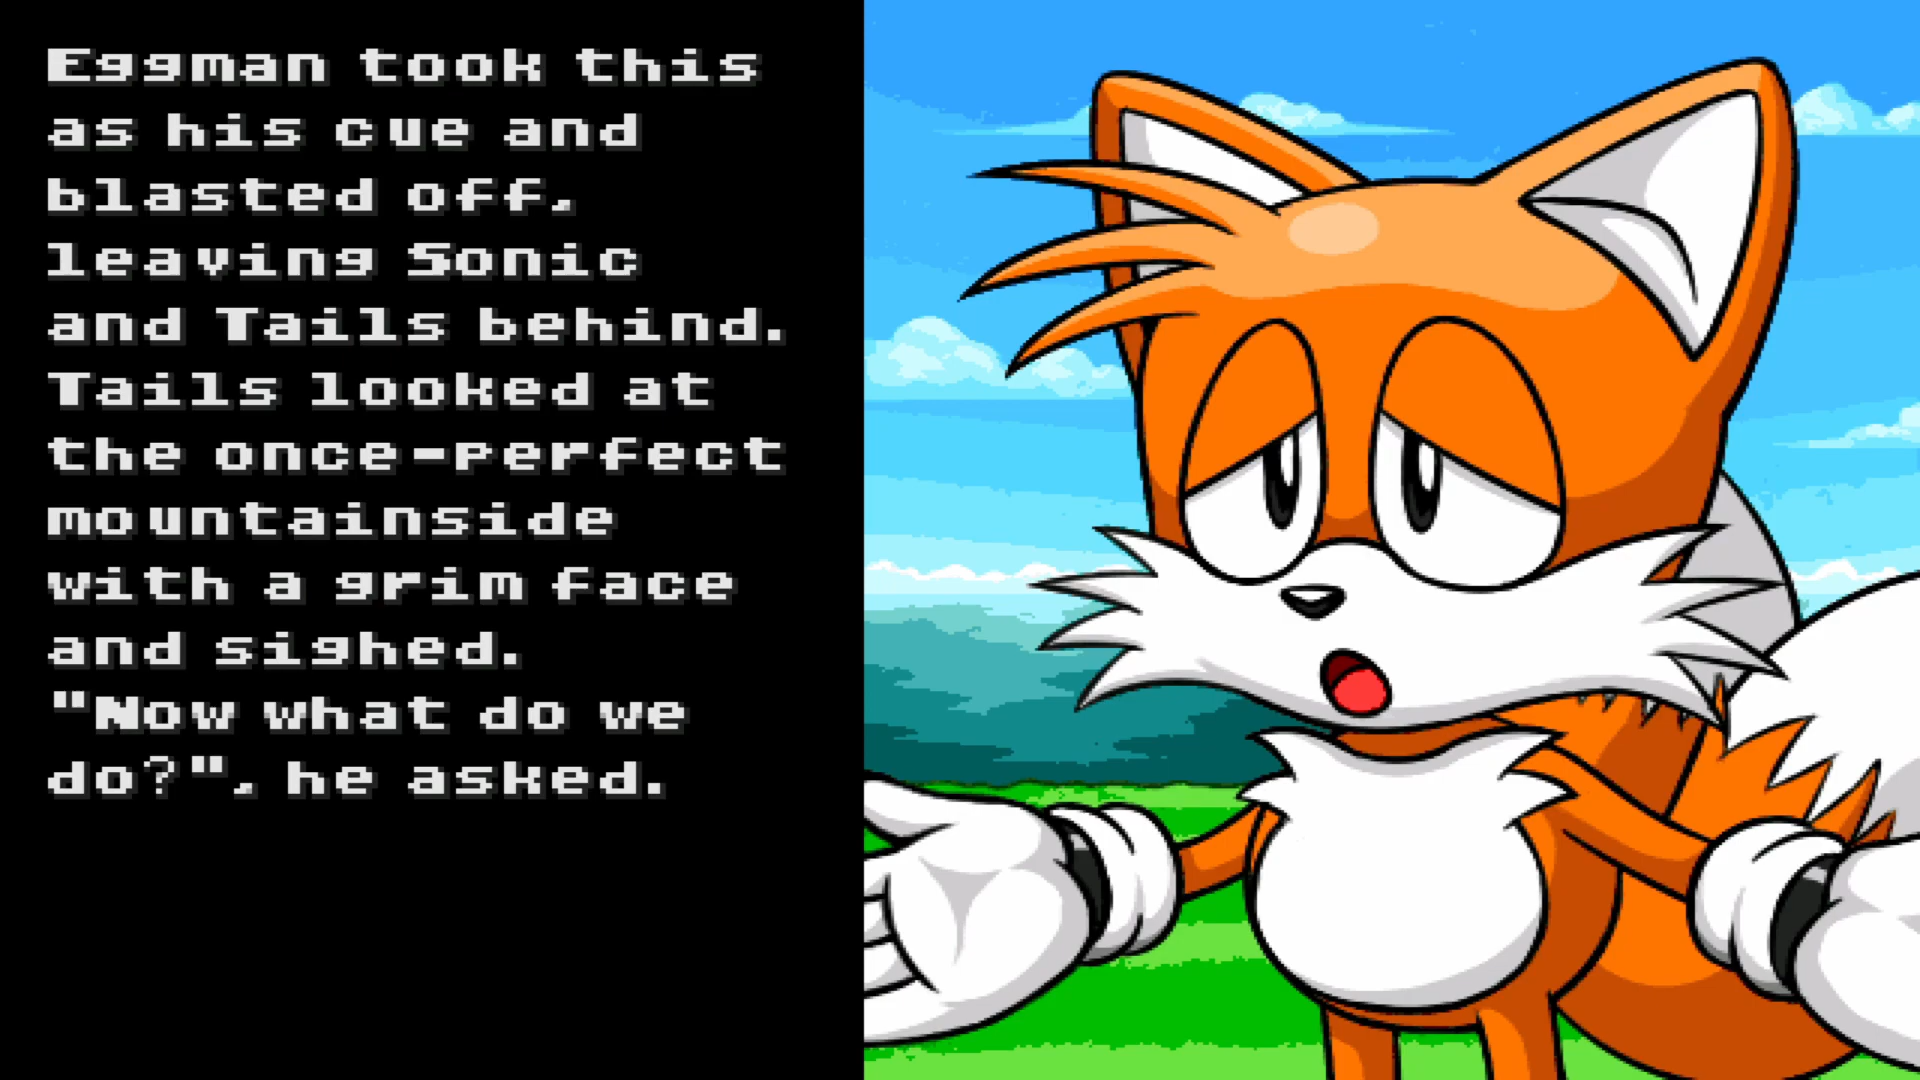 Eggman took this
as his cue and
blasted off,
leaving Sonic
and Tails behind.
Tails looked at
the once-perfect
mountainside
with a grim face
and sighed.
"Now what do we
do?", he asked.